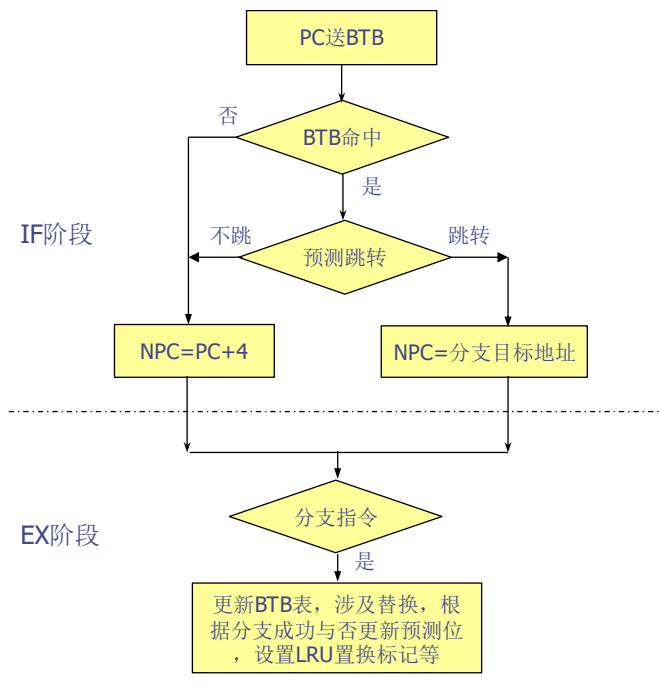 PC送BTB
否
BTB命中
是
IF阶段
不跳
跳转
预测跳转
NPC=PC+4
NPC=分支目标地址
分支指令
EX阶段
是
更新BTB表，涉及替换，根
据分支成功与否更新预测位
，设置LRU置换标记等